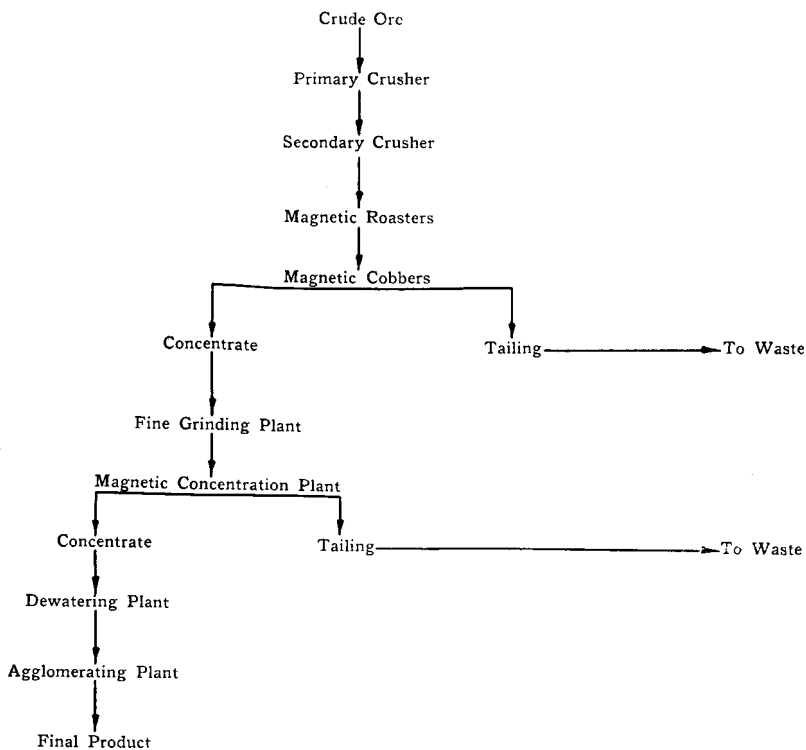 Crude Ore
Primary Crusher
Secondary Crusher
Magnetic Roasters
Magnetic Cobbers
Concentrate
Tailing
To Waste
Fine Grinding Plant
Magnetic Concentration Plant
Concentrate
Tailing
To Waste
Dewatering Plant
Agglomerating Plant
Final Product